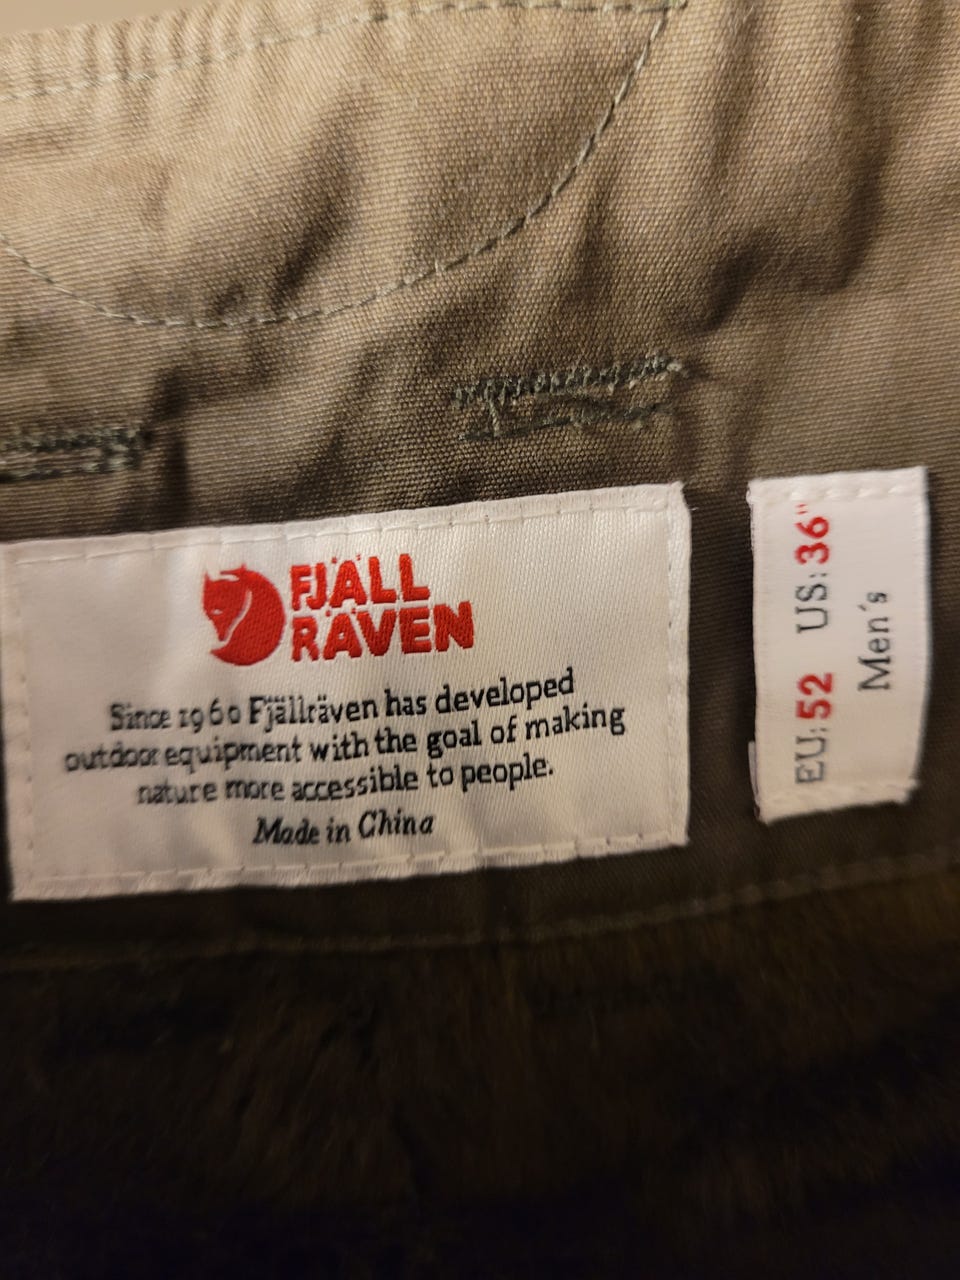 FJÄLL
RÄVEN
Since 1960 Fjällräven has developed
outdoor equipment with the goal of making
nature more accessible to people.
Made in China
EU: 52 US: 36"
Men´s